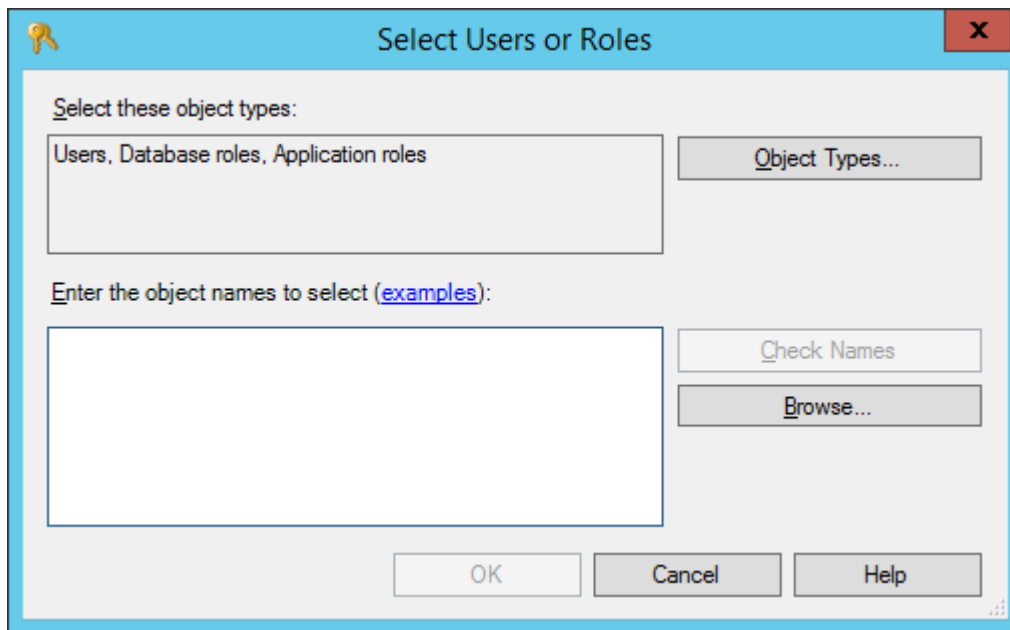 Select Users or Roles
x
Select these object types:
Users, Database roles, Application roles
Object Types...
Enter the object names to select (examples):
Check Names
Browse...
OK
Cancel
Help